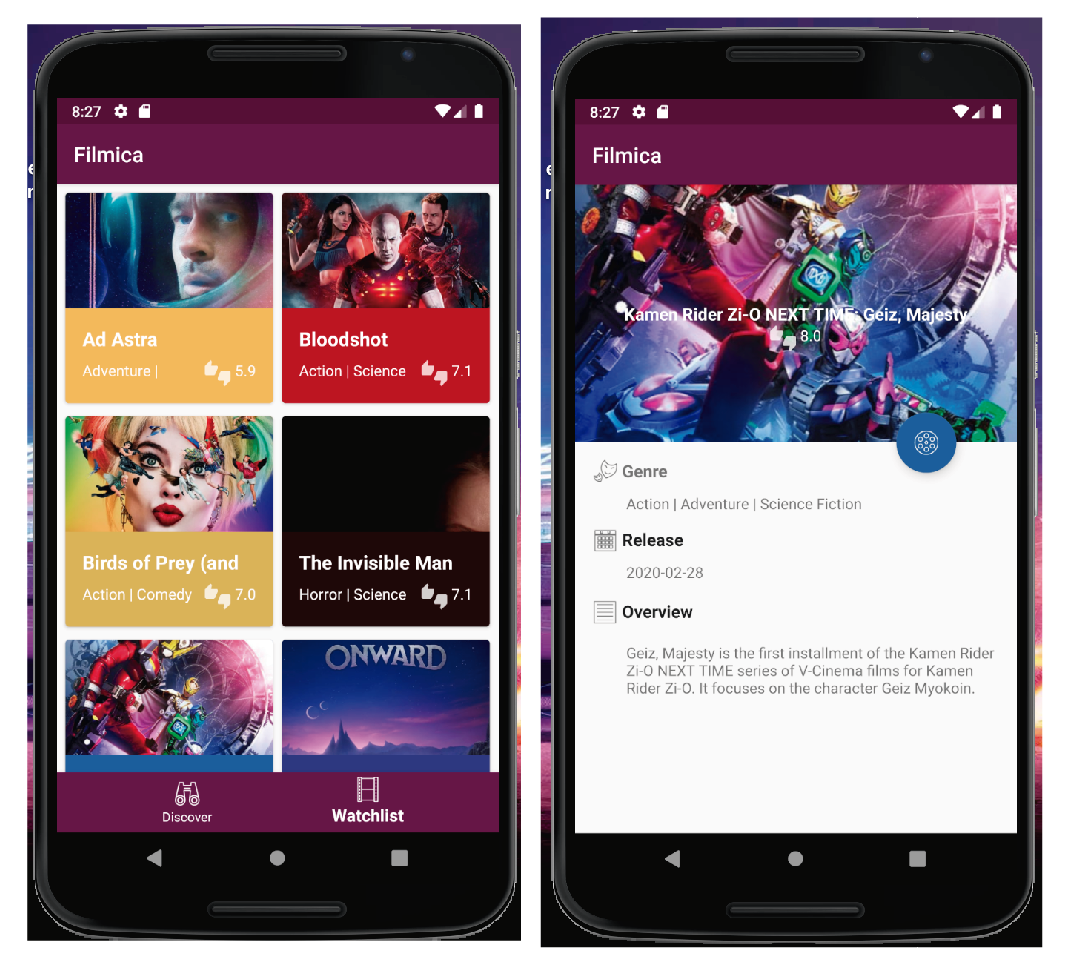 8:27
Filmica
Ad Astra
Adventure |
5.9
Bloodshot
Action | Science
7.1
Birds of Prey (and
Action | Comedy
7.0
The Invisible Man
Horror | Science
7.1
ONWARD
Discover
Watchlist
8:27
Filmica
Kamen Rider Zi-O NEXT TIME: Geiz, Majesty
8.0
Genre
Action | Adventure | Science Fiction
Release
2020-02-28
Overview
Geiz, Majesty is the first installment of the Kamen Rider
Zi-O NEXT TIME series of V-Cinema films for Kamen
Rider Zi-O. It focuses on the character Geiz Myokoin.